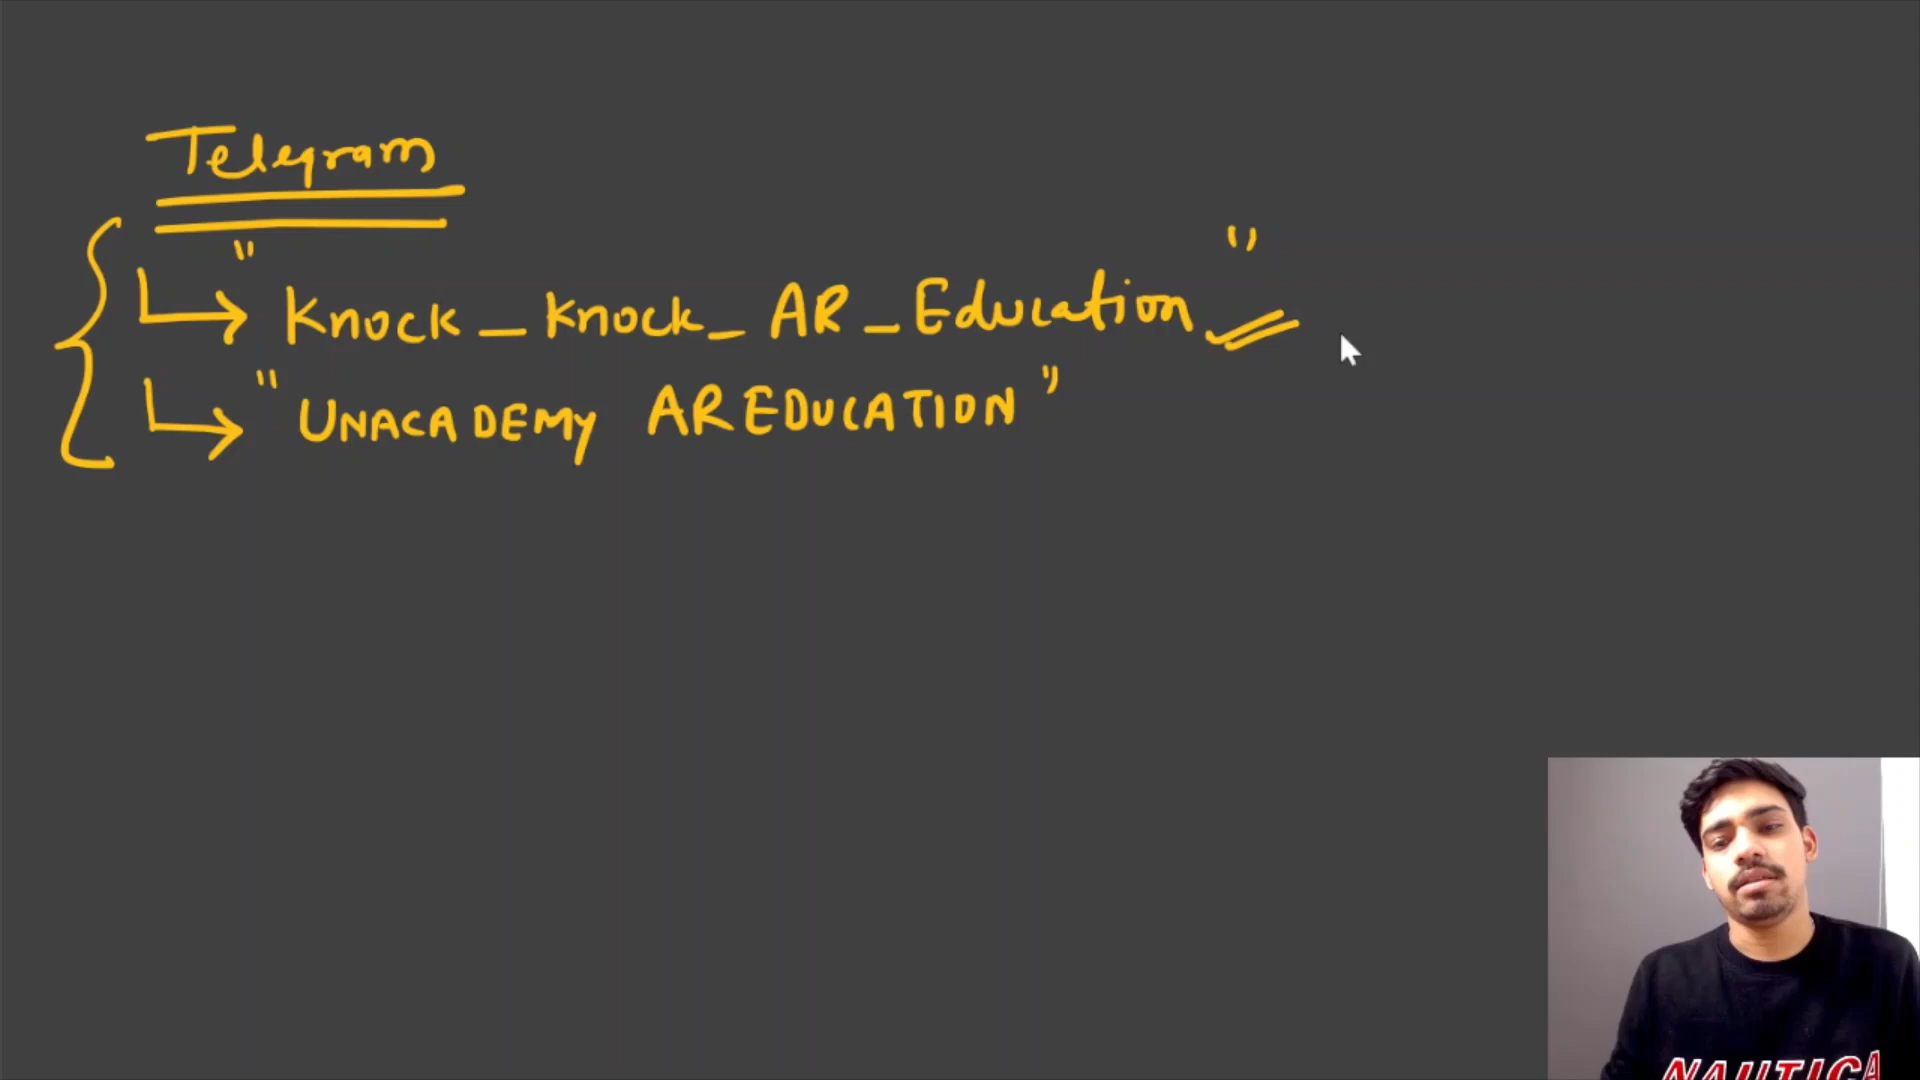 Telegram
" Knock_Knock_AR_Education "
" UNACADEMY AREDUCATION "
NAUTICA